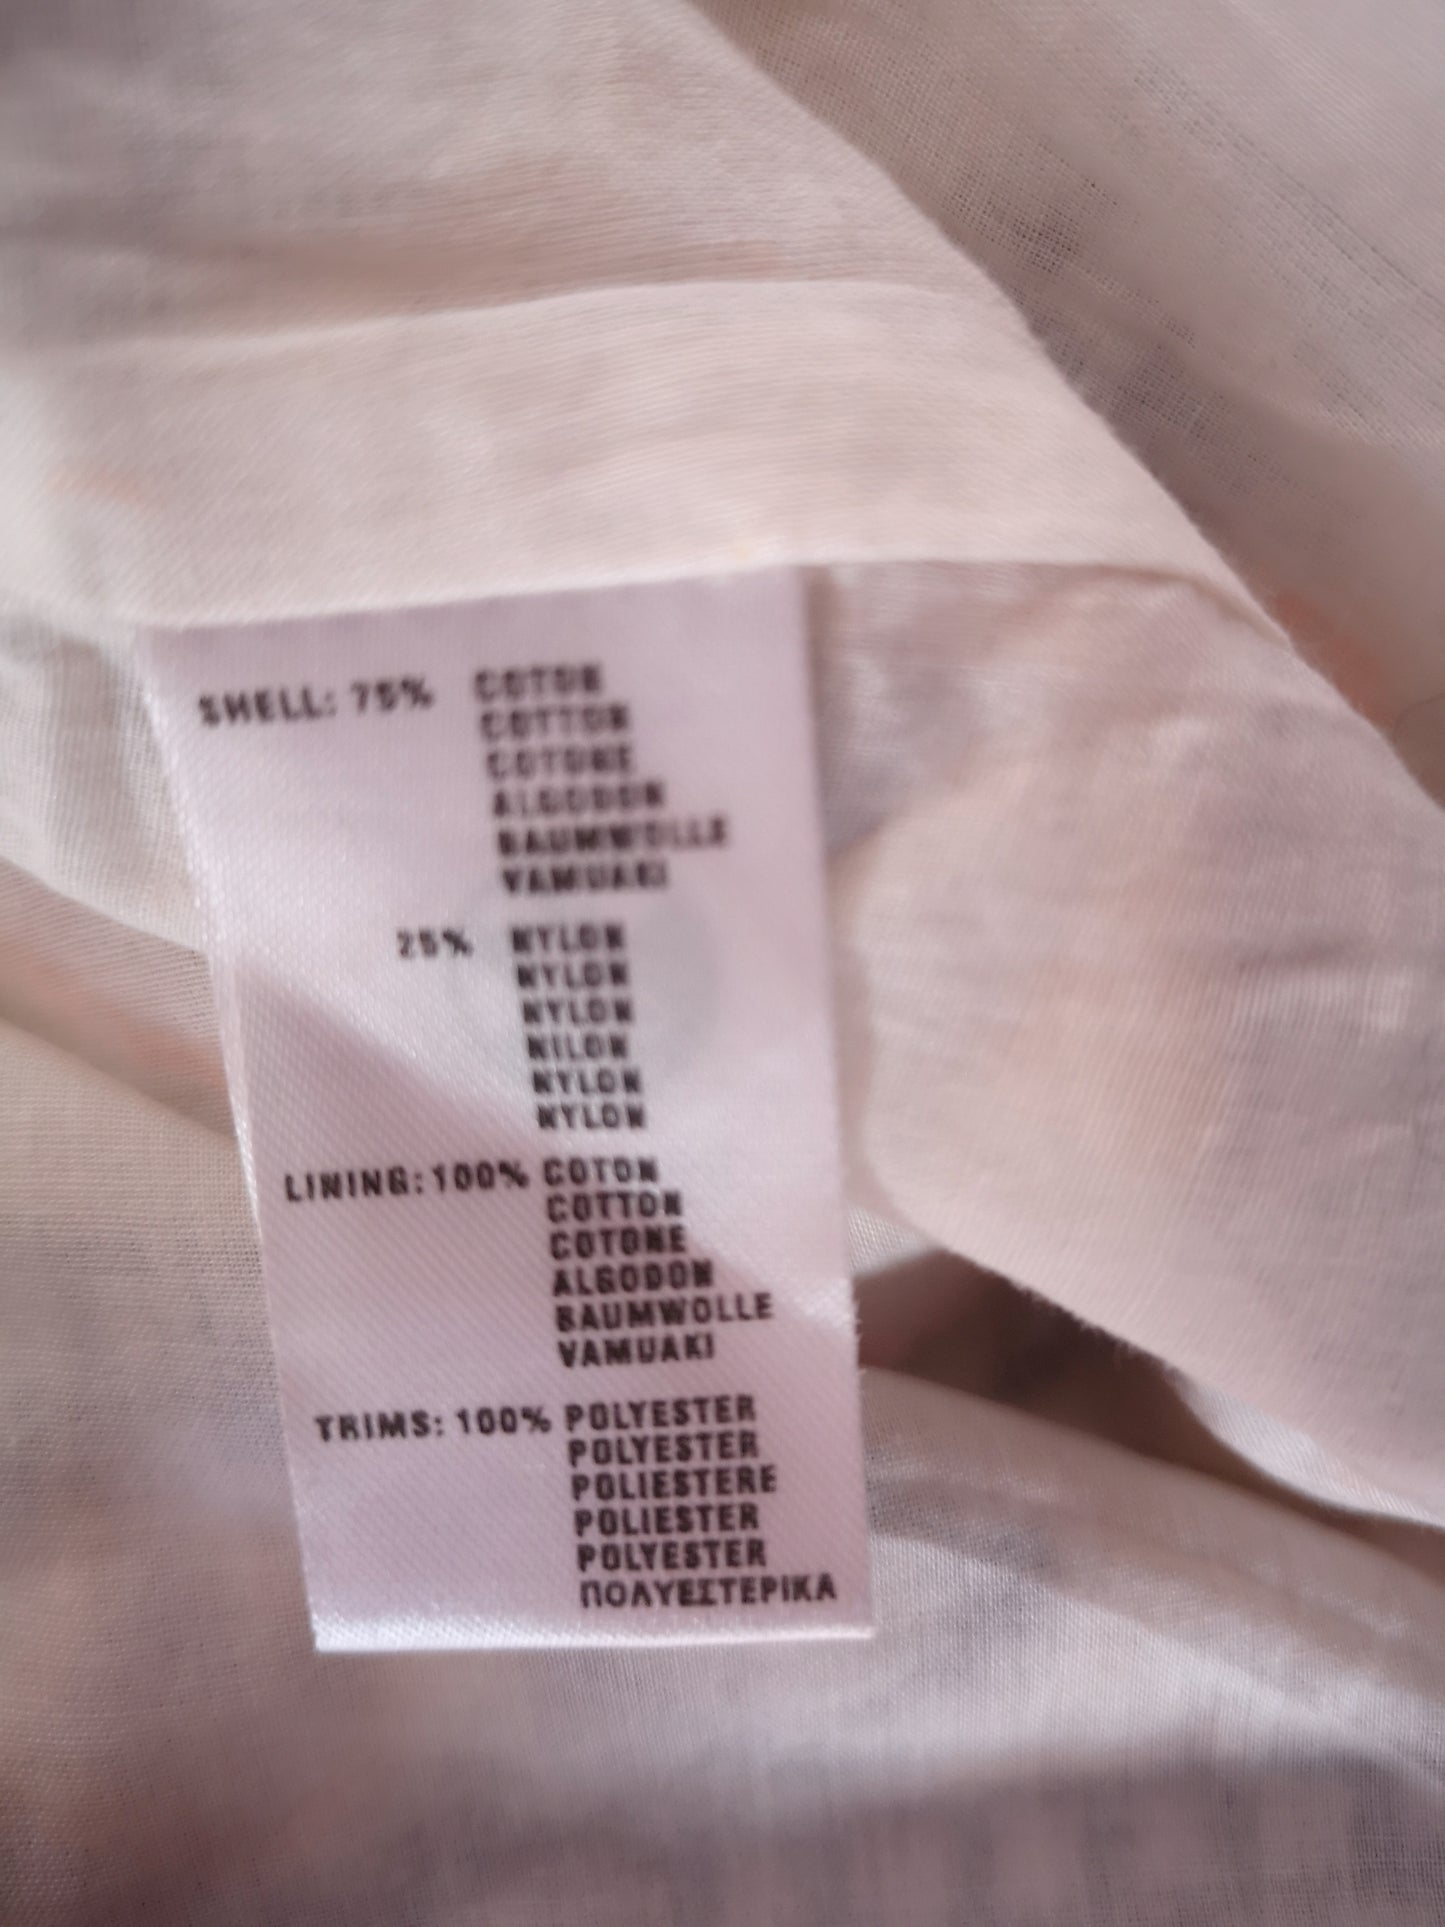 SHELL: 75% COTON
COTTON
COTONE
ALGODON
BAUMWOLLE
VAMUAKI
25% NYLON
NYLON
NYLON
NILON
NYLON
NYLON
LINING: 100% COTON
COTTON
COTONE
ALGODON
BAUMWOLLE
VAMUAKI
TRIMS: 100% POLYESTER
POLYESTER
POLIESTERE
POLIESTER
POLYESTER
ΠΟΛΥΕΣΤΕΡΙΚΑ